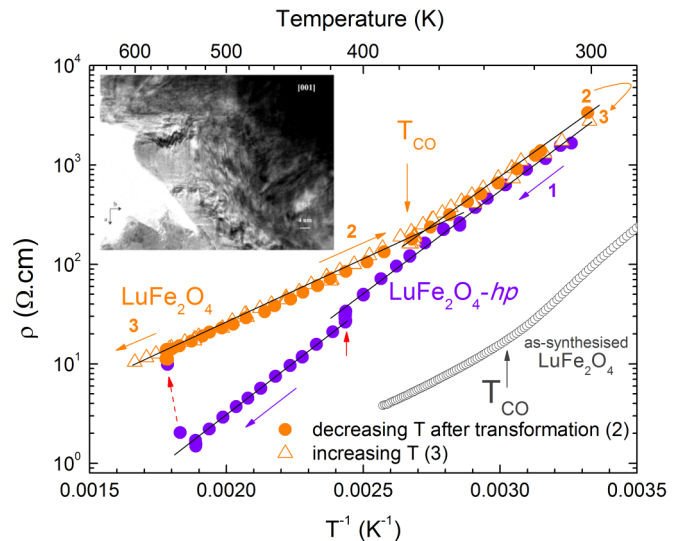 Temperature (K)
600
500
400
300
10^4
10^3
10^2
10^1
10^0
ρ (Ω.cm)
[001]
4 nm
b
T_CO
2
3
1
2
LuFe2O4
3
LuFe2O4-hp
as-synthesised
LuFe2O4
T_CO
decreasing T after transformation (2)
increasing T (3)
0.0015
0.0020
0.0025
0.0030
0.0035
T^-1 (K^-1)